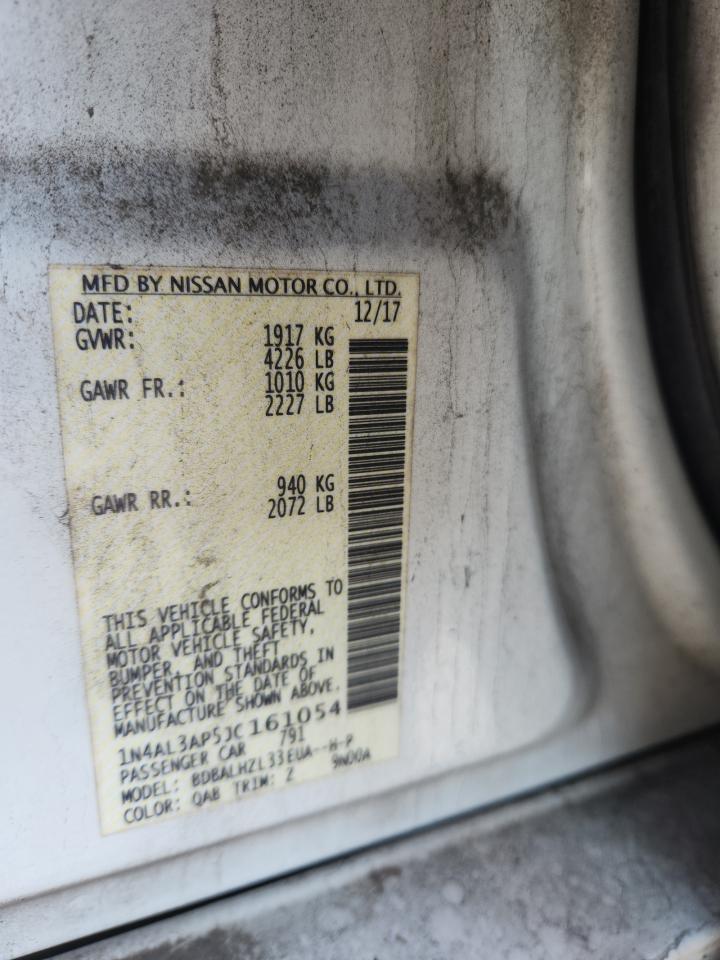 MFD BY NISSAN MOTOR CO., LTD.
DATE: 12/17
GVWR: 1917 KG
4226 LB
GAWR FR.: 1010 KG
2227 LB
GAWR RR.: 940 KG
2072 LB
THIS VEHICLE CONFORMS TO
ALL APPLICABLE FEDERAL
MOTOR VEHICLE SAFETY,
BUMPER, AND THEFT
PREVENTION STANDARDS IN
EFFECT ON THE DATE OF
MANUFACTURE SHOWN ABOVE.
1N4AL3AP5JC161054
PASSENGER CAR 791
MODEL: BDBALHZL33EUA--H-P
COLOR: QAB TRIM: Z 9N00A